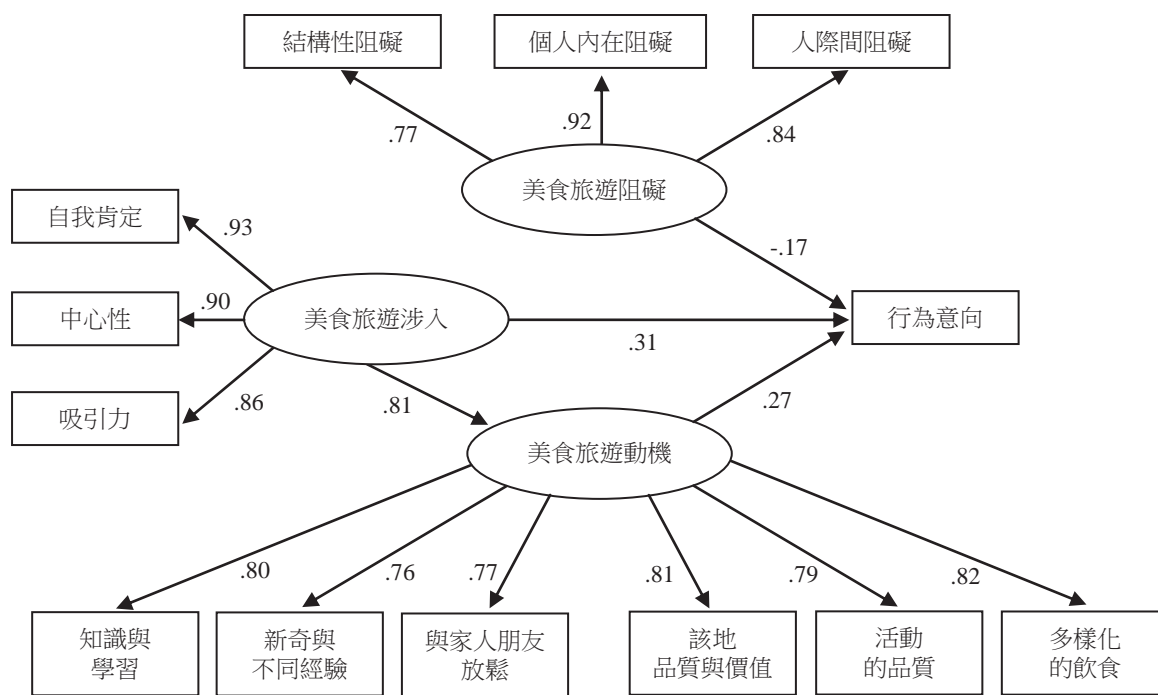 結構性阻礙
個人內在阻礙
人際間阻礙
.77
.92
.84
美食旅遊阻礙
自我肯定
.93
-.17
中心性
.90
美食旅遊涉入
行為意向
.31
吸引力
.86
.81
.27
美食旅遊動機
.80
.76
.77
.81
.79
.82
知識與
學習
新奇與
不同經驗
與家人朋友
放鬆
該地
品質與價值
活動
的品質
多樣化
的飲食